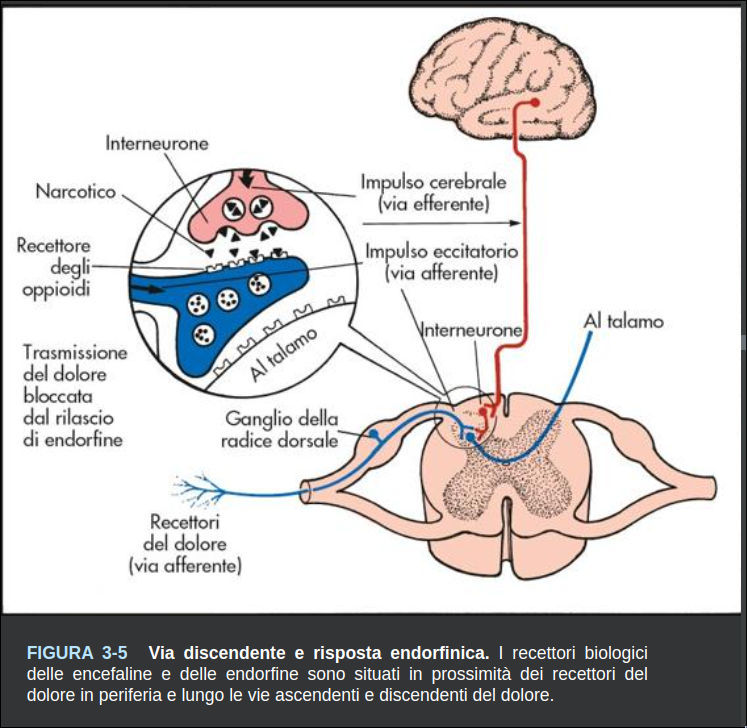 Interneurone
Narcotico
Impulso cerebrale
(via efferente)
Recettore
degli
oppioidi
Impulso eccitatorio
(via afferente)
Interneurone
Al talamo
Al talamo
Trasmissione
del dolore
bloccata
dal rilascio
di endorfine
Ganglio della
radice dorsale
Recettori
del dolore
(via afferente)
FIGURA 3-5 Via discendente e risposta endorfinica. I recettori biologici
delle encefaline e delle endorfine sono situati in prossimità dei recettori del
dolore in periferia e lungo le vie ascendenti e discendenti del dolore.